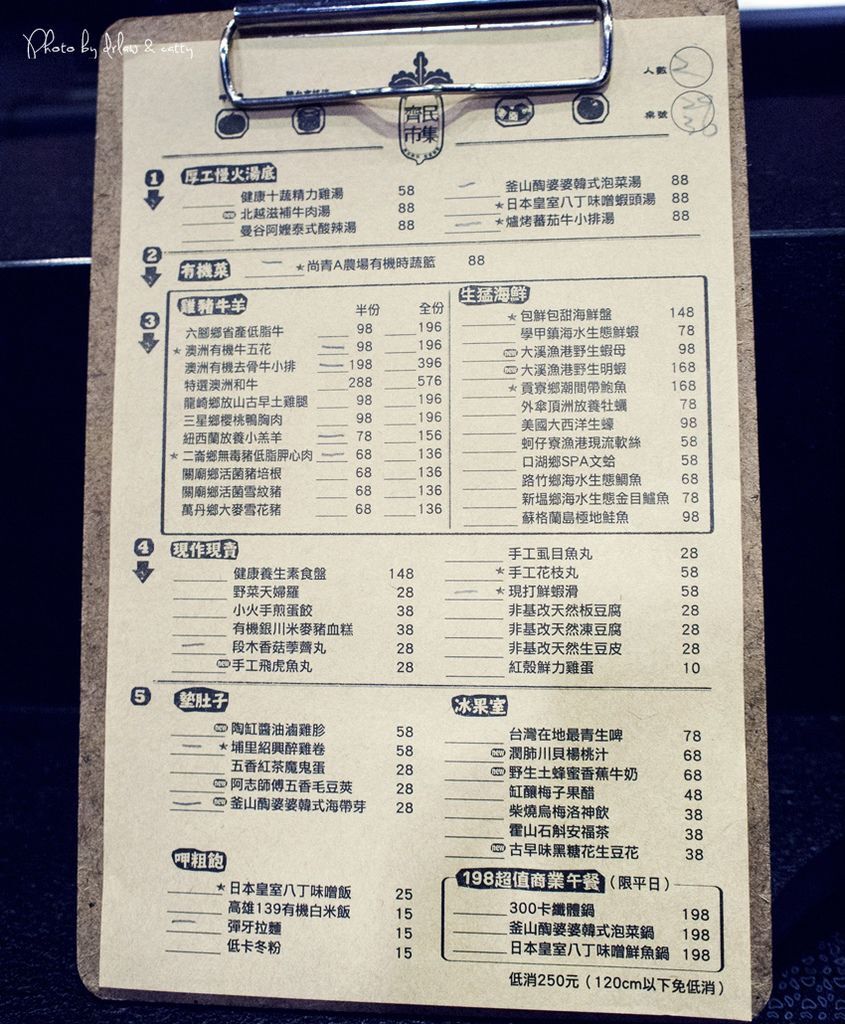 Photo by drlaw & catty
齊民
市集
人數
桌號
1 厚工慢火湯底
健康十蔬精力雞湯 58
new 北越滋補牛肉湯 88
曼谷阿嬤泰式酸辣湯 88
釜山醄婆婆韓式泡菜湯 88
★日本皇室八丁味噌蝦頭湯 88
★爐烤蕃茄牛小排湯 88
2 有機菜
★尚青A農場有機時蔬籃 88
3 雞豬牛羊 半份 全份
六腳鄉省產低脂牛 98 196
★澳洲有機牛五花 98 196
澳洲有機去骨牛小排 198 396
特選澳洲和牛 288 576
龍崎鄉放山古早土雞腿 98 196
三星鄉櫻桃鴨胸肉 98 196
紐西蘭放養小羔羊 78 156
★二崙鄉無毒豬低脂胛心肉 68 136
關廟鄉活菌豬培根 68 136
關廟鄉活菌雪紋豬 68 136
萬丹鄉大麥雪花豬 68 136
生猛海鮮
★包鮮包甜海鮮盤 148
學甲鎮海水生態鮮蝦 78
new 大溪漁港野生蝦母 98
new 大溪漁港野生明蝦 168
★貢寮鄉潮間帶鮑魚 168
外傘頂洲放養牡蠣 78
美國大西洋生蠔 98
蚵仔寮漁港現流軟絲 58
口湖鄉SPA文蛤 58
路竹鄉海水生態鯛魚 68
新塭鄉海水生態金目鱸魚 78
蘇格蘭島極地鮭魚 98
4 現作現賣
健康養生素食盤 148
野菜天婦羅 28
小火手煎蛋餃 38
有機銀川米麥豬血糕 38
段木香菇荸薺丸 28
new 手工飛虎魚丸 28
手工虱目魚丸 28
★手工花枝丸 58
★現打鮮蝦滑 58
非基改天然板豆腐 28
非基改天然凍豆腐 28
非基改天然生豆皮 28
紅殼鮮力雞蛋 10
5 墊肚子
new 陶缸醬油滷雞胗 58
★埔里紹興醉雞卷 58
五香紅茶魔鬼蛋 28
new 阿志師傅五香毛豆莢 28
new 釜山醄婆婆韓式海帶芽 28
冰果室
台灣在地最青生啤 78
new 潤肺川貝楊桃汁 68
new 野生土蜂蜜香蕉牛奶 68
缸釀梅子果醋 48
柴燒烏梅洛神飲 38
霍山石斛安福茶 38
new 古早味黑糖花生豆花 38
呷粗飽
★日本皇室八丁味噌飯 25
高雄139有機白米飯 15
彈牙拉麵 15
低卡冬粉 15
198超值商業午餐(限平日)
300卡纖體鍋 198
釜山醄婆婆韓式泡菜鍋 198
日本皇室八丁味噌鮮魚鍋 198
低消250元(120cm以下免低消)